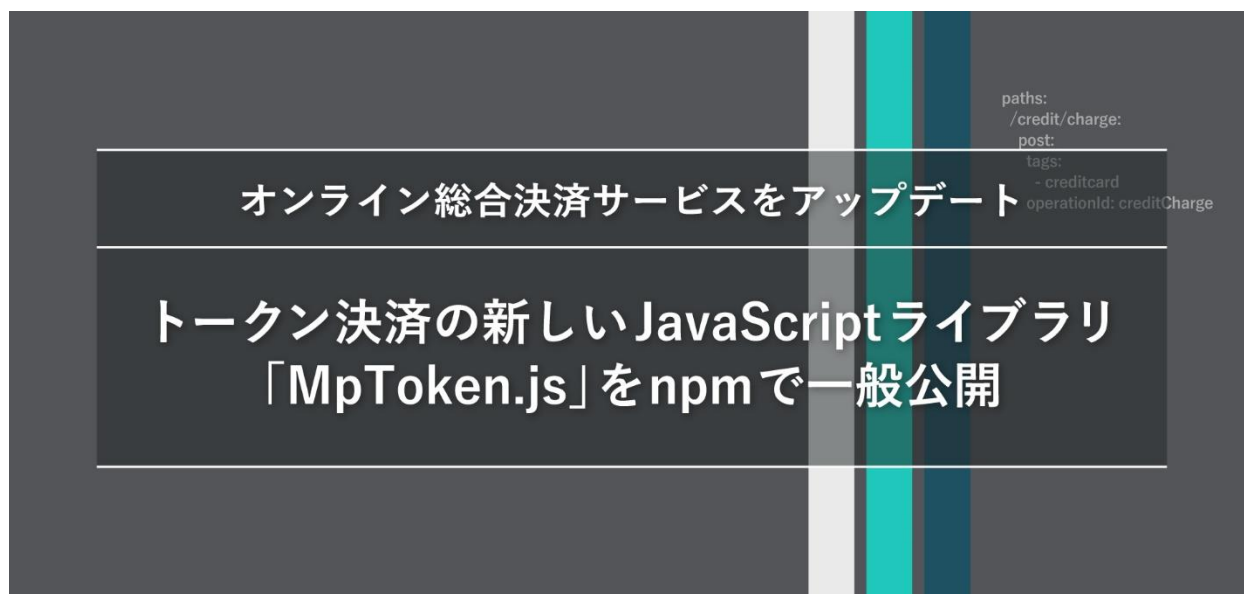 paths:
/credit/charge:
post:
tags:
- creditcard
operationId: creditCharge
オンライン総合決済サービスをアップデート
トークン決済の新しいJavaScriptライブラリ
「MpToken.js」をnpmで一般公開